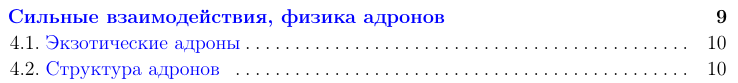 Сильные взаимодействия, физика адронов 9
4.1. Экзотические адроны . . . . . . . . . . . . . . . . . . . . . . . . . . . . . . . . . . . . . . . . . . . . . 10
4.2. Структура адронов . . . . . . . . . . . . . . . . . . . . . . . . . . . . . . . . . . . . . . . . . . . . . . 10